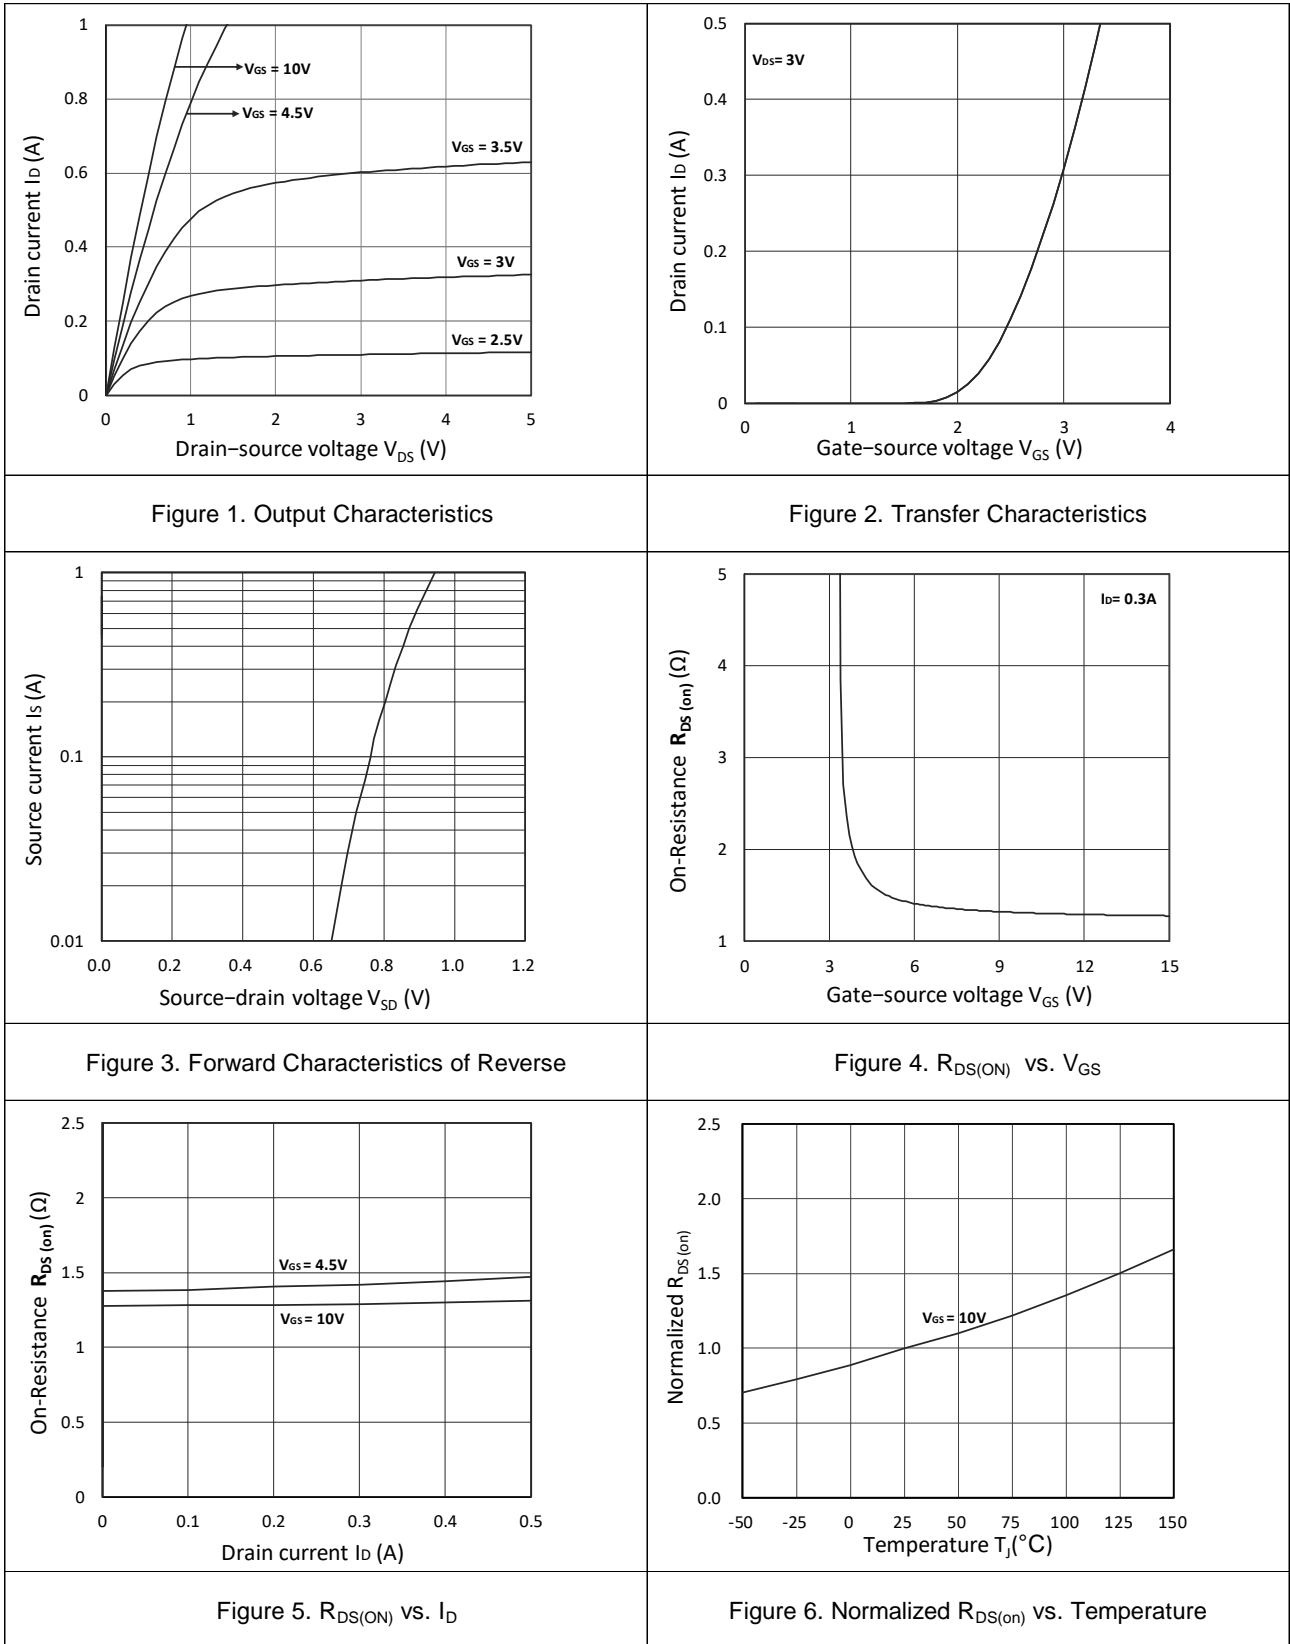 Drain current ID (A)
1
0.8
0.6
0.4
0.2
0
VGS = 10V
VGS = 4.5V
VGS = 3.5V
VGS = 3V
VGS = 2.5V
0 1 2 3 4 5
Drain−source voltage VDS (V)
Figure 1. Output Characteristics
Drain current ID (A)
0.5
0.4
0.3
0.2
0.1
0
VDS= 3V
0 1 2 3 4
Gate−source voltage VGS (V)
Figure 2. Transfer Characteristics
Source current IS (A)
1
0.1
0.01
0.0 0.2 0.4 0.6 0.8 1.0 1.2
Source−drain voltage VSD (V)
Figure 3. Forward Characteristics of Reverse
On-Resistance RDS (on) (Ω)
5
4
3
2
1
ID= 0.3A
0 3 6 9 12 15
Gate−source voltage VGS (V)
Figure 4. RDS(ON) vs. VGS
On-Resistance RDS (on) (Ω)
2.5
2
1.5
1
0.5
0
VGS = 4.5V
VGS = 10V
0 0.1 0.2 0.3 0.4 0.5
Drain current ID (A)
Figure 5. RDS(ON) vs. ID
Normalized RDS(on)
2.5
2.0
1.5
1.0
0.5
0.0
VGS = 10V
-50 -25 0 25 50 75 100 125 150
Temperature TJ(°C)
Figure 6. Normalized RDS(on) vs. Temperature